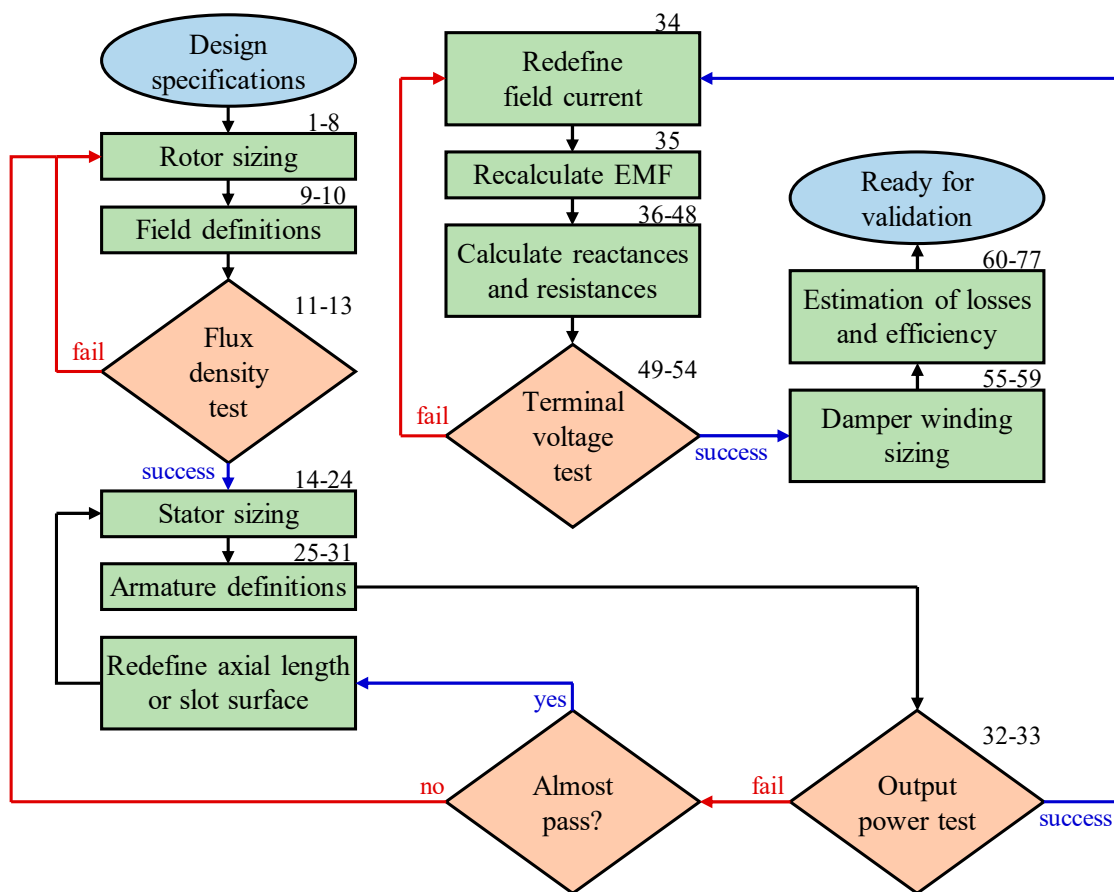 Design
specifications
1-8
Rotor sizing
9-10
Field definitions
11-13
Flux
density
test
fail
success
14-24
Stator sizing
25-31
Armature definitions
Redefine axial length
or slot surface
yes
no
Almost
pass?
fail
32-33
Output
power test
success
34
Redefine
field current
35
Recalculate EMF
36-48
Calculate reactances
and resistances
49-54
Terminal
voltage
test
fail
success
55-59
Damper winding
sizing
60-77
Estimation of losses
and efficiency
Ready for
validation